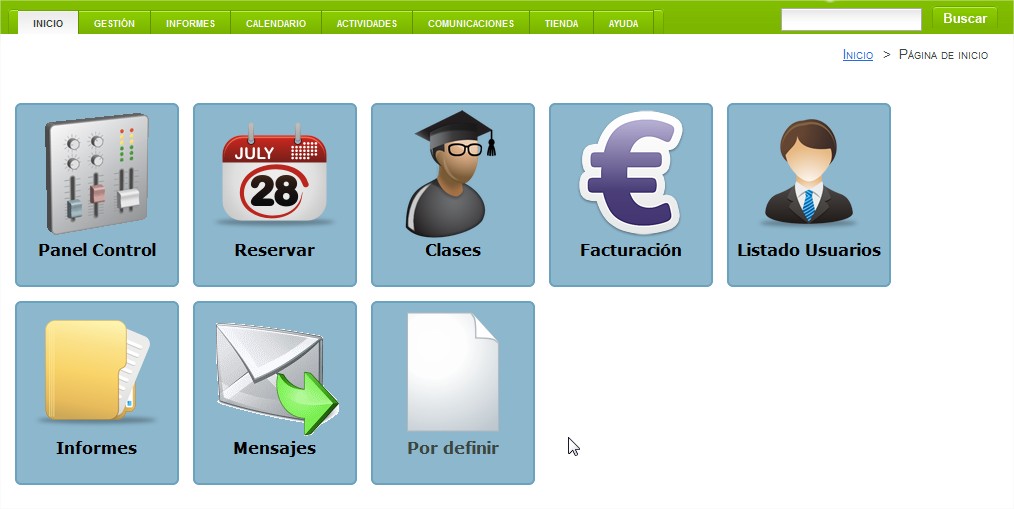 INICIO GESTIÓN INFORMES CALENDARIO ACTIVIDADES COMUNICACIONES TIENDA AYUDA Buscar
Inicio > Página de inicio
JULY
28
Panel Control Reservar Clases Facturación Listado Usuarios
Informes Mensajes Por definir